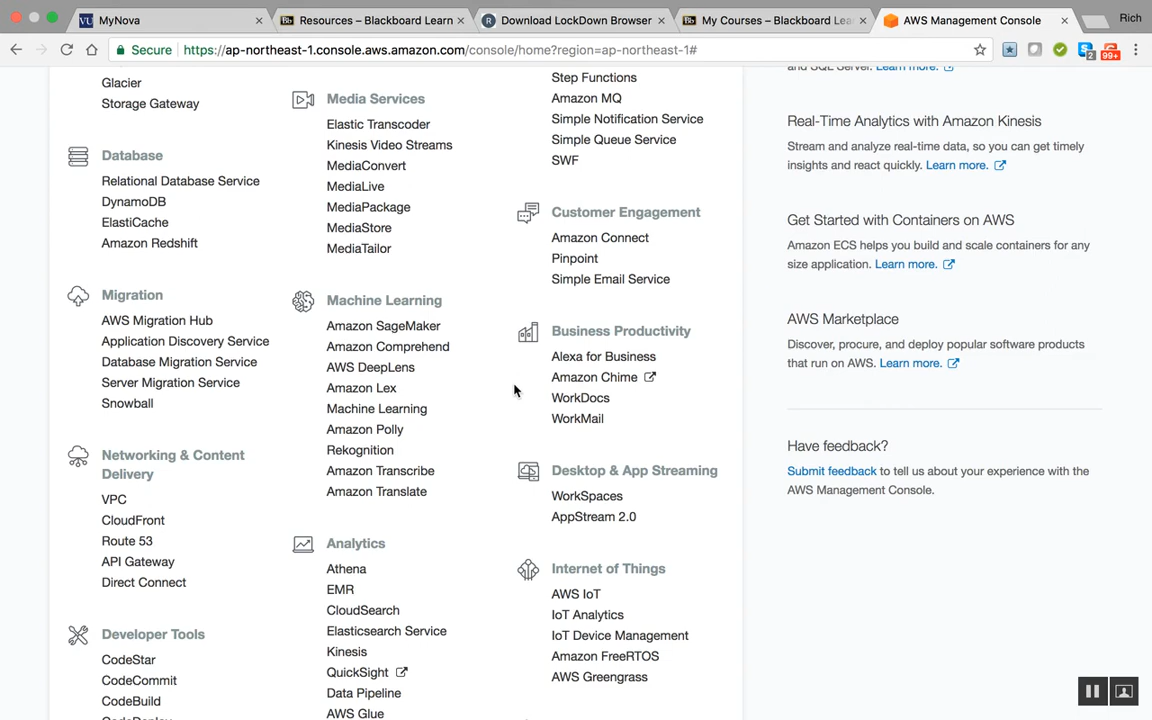 MyNova
Resources – Blackboard Learn
Download LockDown Browser
My Courses – Blackboard Le
AWS Management Console
Rich
Secure
https://ap-northeast-1.console.aws.amazon.com/console/home?region=ap-northeast-1#
2
99+
Glacier
Storage Gateway
Database
Relational Database Service
DynamoDB
ElastiCache
Amazon Redshift
Migration
AWS Migration Hub
Application Discovery Service
Database Migration Service
Server Migration Service
Snowball
Networking & Content
Delivery
VPC
CloudFront
Route 53
API Gateway
Direct Connect
Developer Tools
CodeStar
CodeCommit
CodeBuild
CodeDeploy
Media Services
Elastic Transcoder
Kinesis Video Streams
MediaConvert
MediaLive
MediaPackage
MediaStore
MediaTailor
Machine Learning
Amazon SageMaker
Amazon Comprehend
AWS DeepLens
Amazon Lex
Machine Learning
Amazon Polly
Rekognition
Amazon Transcribe
Amazon Translate
Analytics
Athena
EMR
CloudSearch
Elasticsearch Service
Kinesis
QuickSight
Data Pipeline
AWS Glue
Step Functions
Amazon MQ
Simple Notification Service
Simple Queue Service
SWF
Customer Engagement
Amazon Connect
Pinpoint
Simple Email Service
Business Productivity
Alexa for Business
Amazon Chime
WorkDocs
WorkMail
Desktop & App Streaming
WorkSpaces
AppStream 2.0
Internet of Things
AWS IoT
IoT Analytics
IoT Device Management
Amazon FreeRTOS
AWS Greengrass
and SQL Server. Learn more.
Real-Time Analytics with Amazon Kinesis
Stream and analyze real-time data, so you can get timely
insights and react quickly. Learn more.
Get Started with Containers on AWS
Amazon ECS helps you build and scale containers for any
size application. Learn more.
AWS Marketplace
Discover, procure, and deploy popular software products
that run on AWS. Learn more.
Have feedback?
Submit feedback to tell us about your experience with the
AWS Management Console.